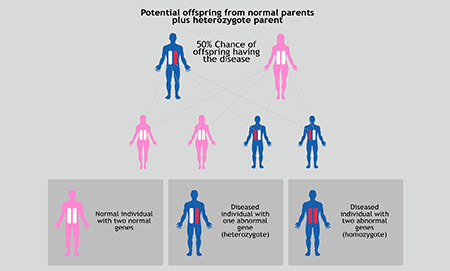 Potential offspring from normal parents
plus heterozygote parent
50% Chance of
offspring having
the disease
Normal individual
with two normal
genes
Diseased individual with
one abnormal
gene
(heterozygote)
Diseased individual with
two abnormal
genes
(homozygote)